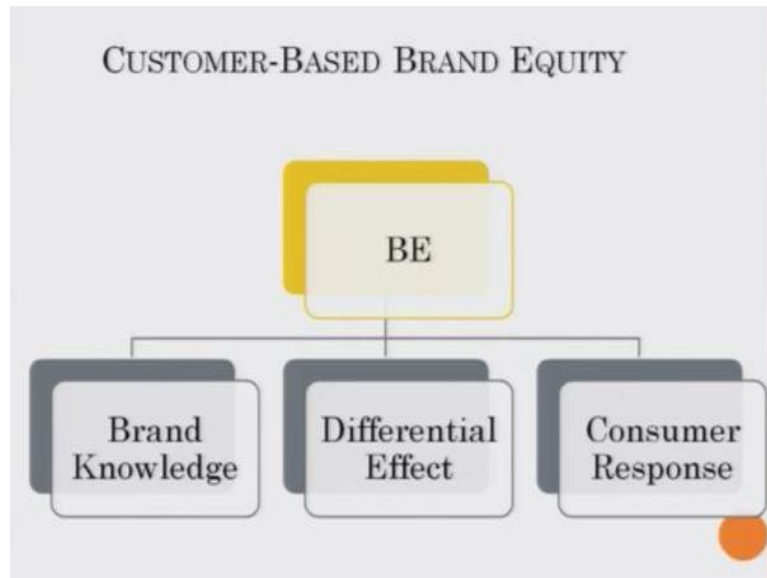 CUSTOMER-BASED BRAND EQUITY
BE
Brand
Knowledge
Differential
Effect
Consumer
Response